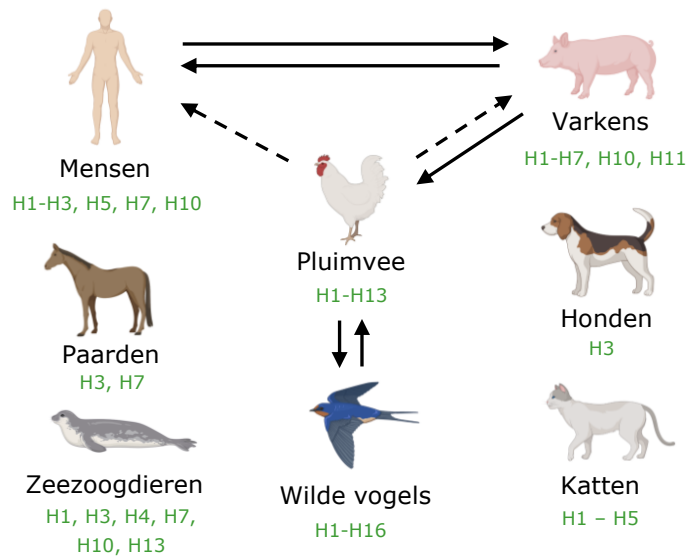 Mensen
H1-H3, H5, H7, H10
Varkens
H1-H7, H10, H11
Pluimvee
H1-H13
Paarden
H3, H7
Honden
H3
Zeezoogdieren
H1, H3, H4, H7,
H10, H13
Wilde vogels
H1-H16
Katten
H1 – H5